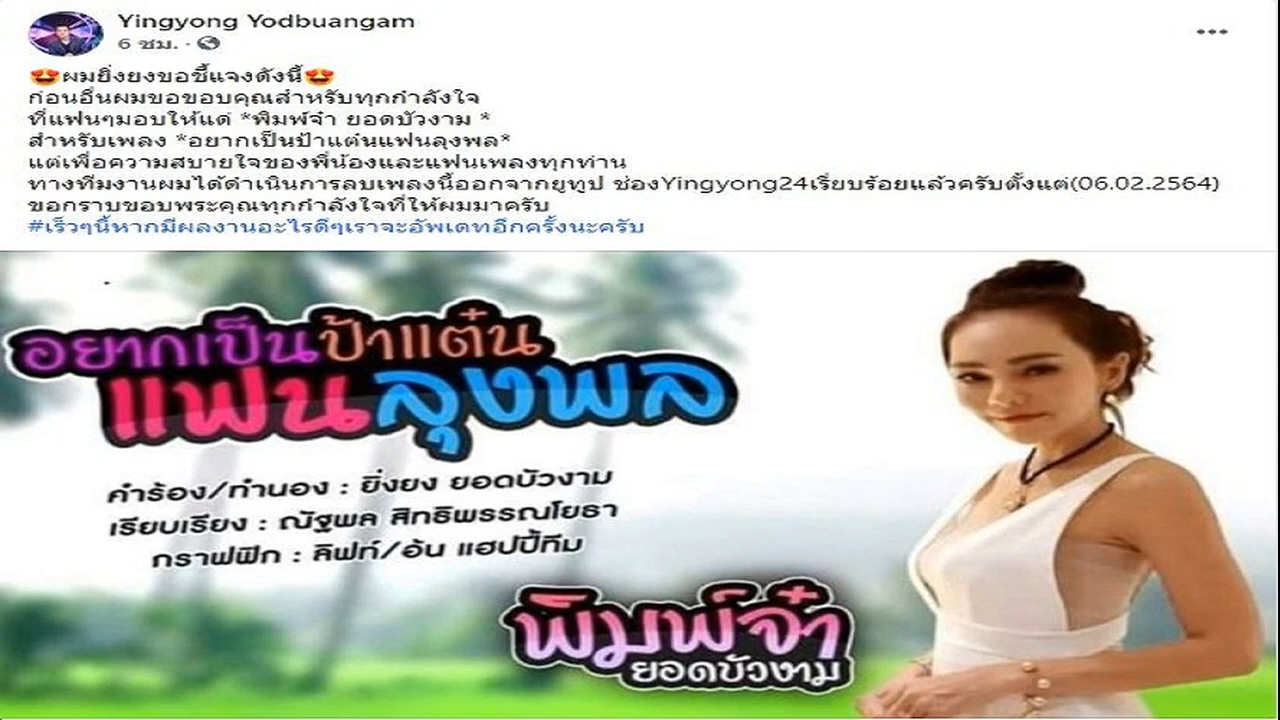 Yingyong Yodbuangam
6 ชม. ·
ผมยิ่งยงขอชี้แจงดังนี้
ก่อนอื่นผมขอขอบคุณสำหรับทุกกำลังใจ
ที่แฟนๆมอบให้แด่ *พิมพ์จ๋า ยอดบัวงาม *
สำหรับเพลง *อยากเป็นป้าแต๋นแฟนลุงพล*
แต่เพื่อความสบายใจของพี่น้องและแฟนเพลงทุกท่าน
ทางทีมงานผมได้ดำเนินการลบเพลงนี้ออกจากยูทูป ช่องYingyong24เรียบร้อยแล้วครับตั้งแต่(06.02.2564)
ขอกราบขอบพระคุณทุกกำลังใจที่ให้ผมมาครับ
#เร็วๆนี้หากมีผลงานอะไรดีๆเราจะอัพเดทอีกครั้งนะครับ
อยากเป็นป้าแต๋น
แฟนลุงพล
คำร้อง/ทำนอง : ยิ่งยง ยอดบัวงาม
เรียบเรียง : ณัฐพล สิทธิพรรณโยธา
กราฟฟิก : ลิฟท์/อ้น แฮปปี้ทีม
พิมพ์จ๋า
ยอดบัวงาม